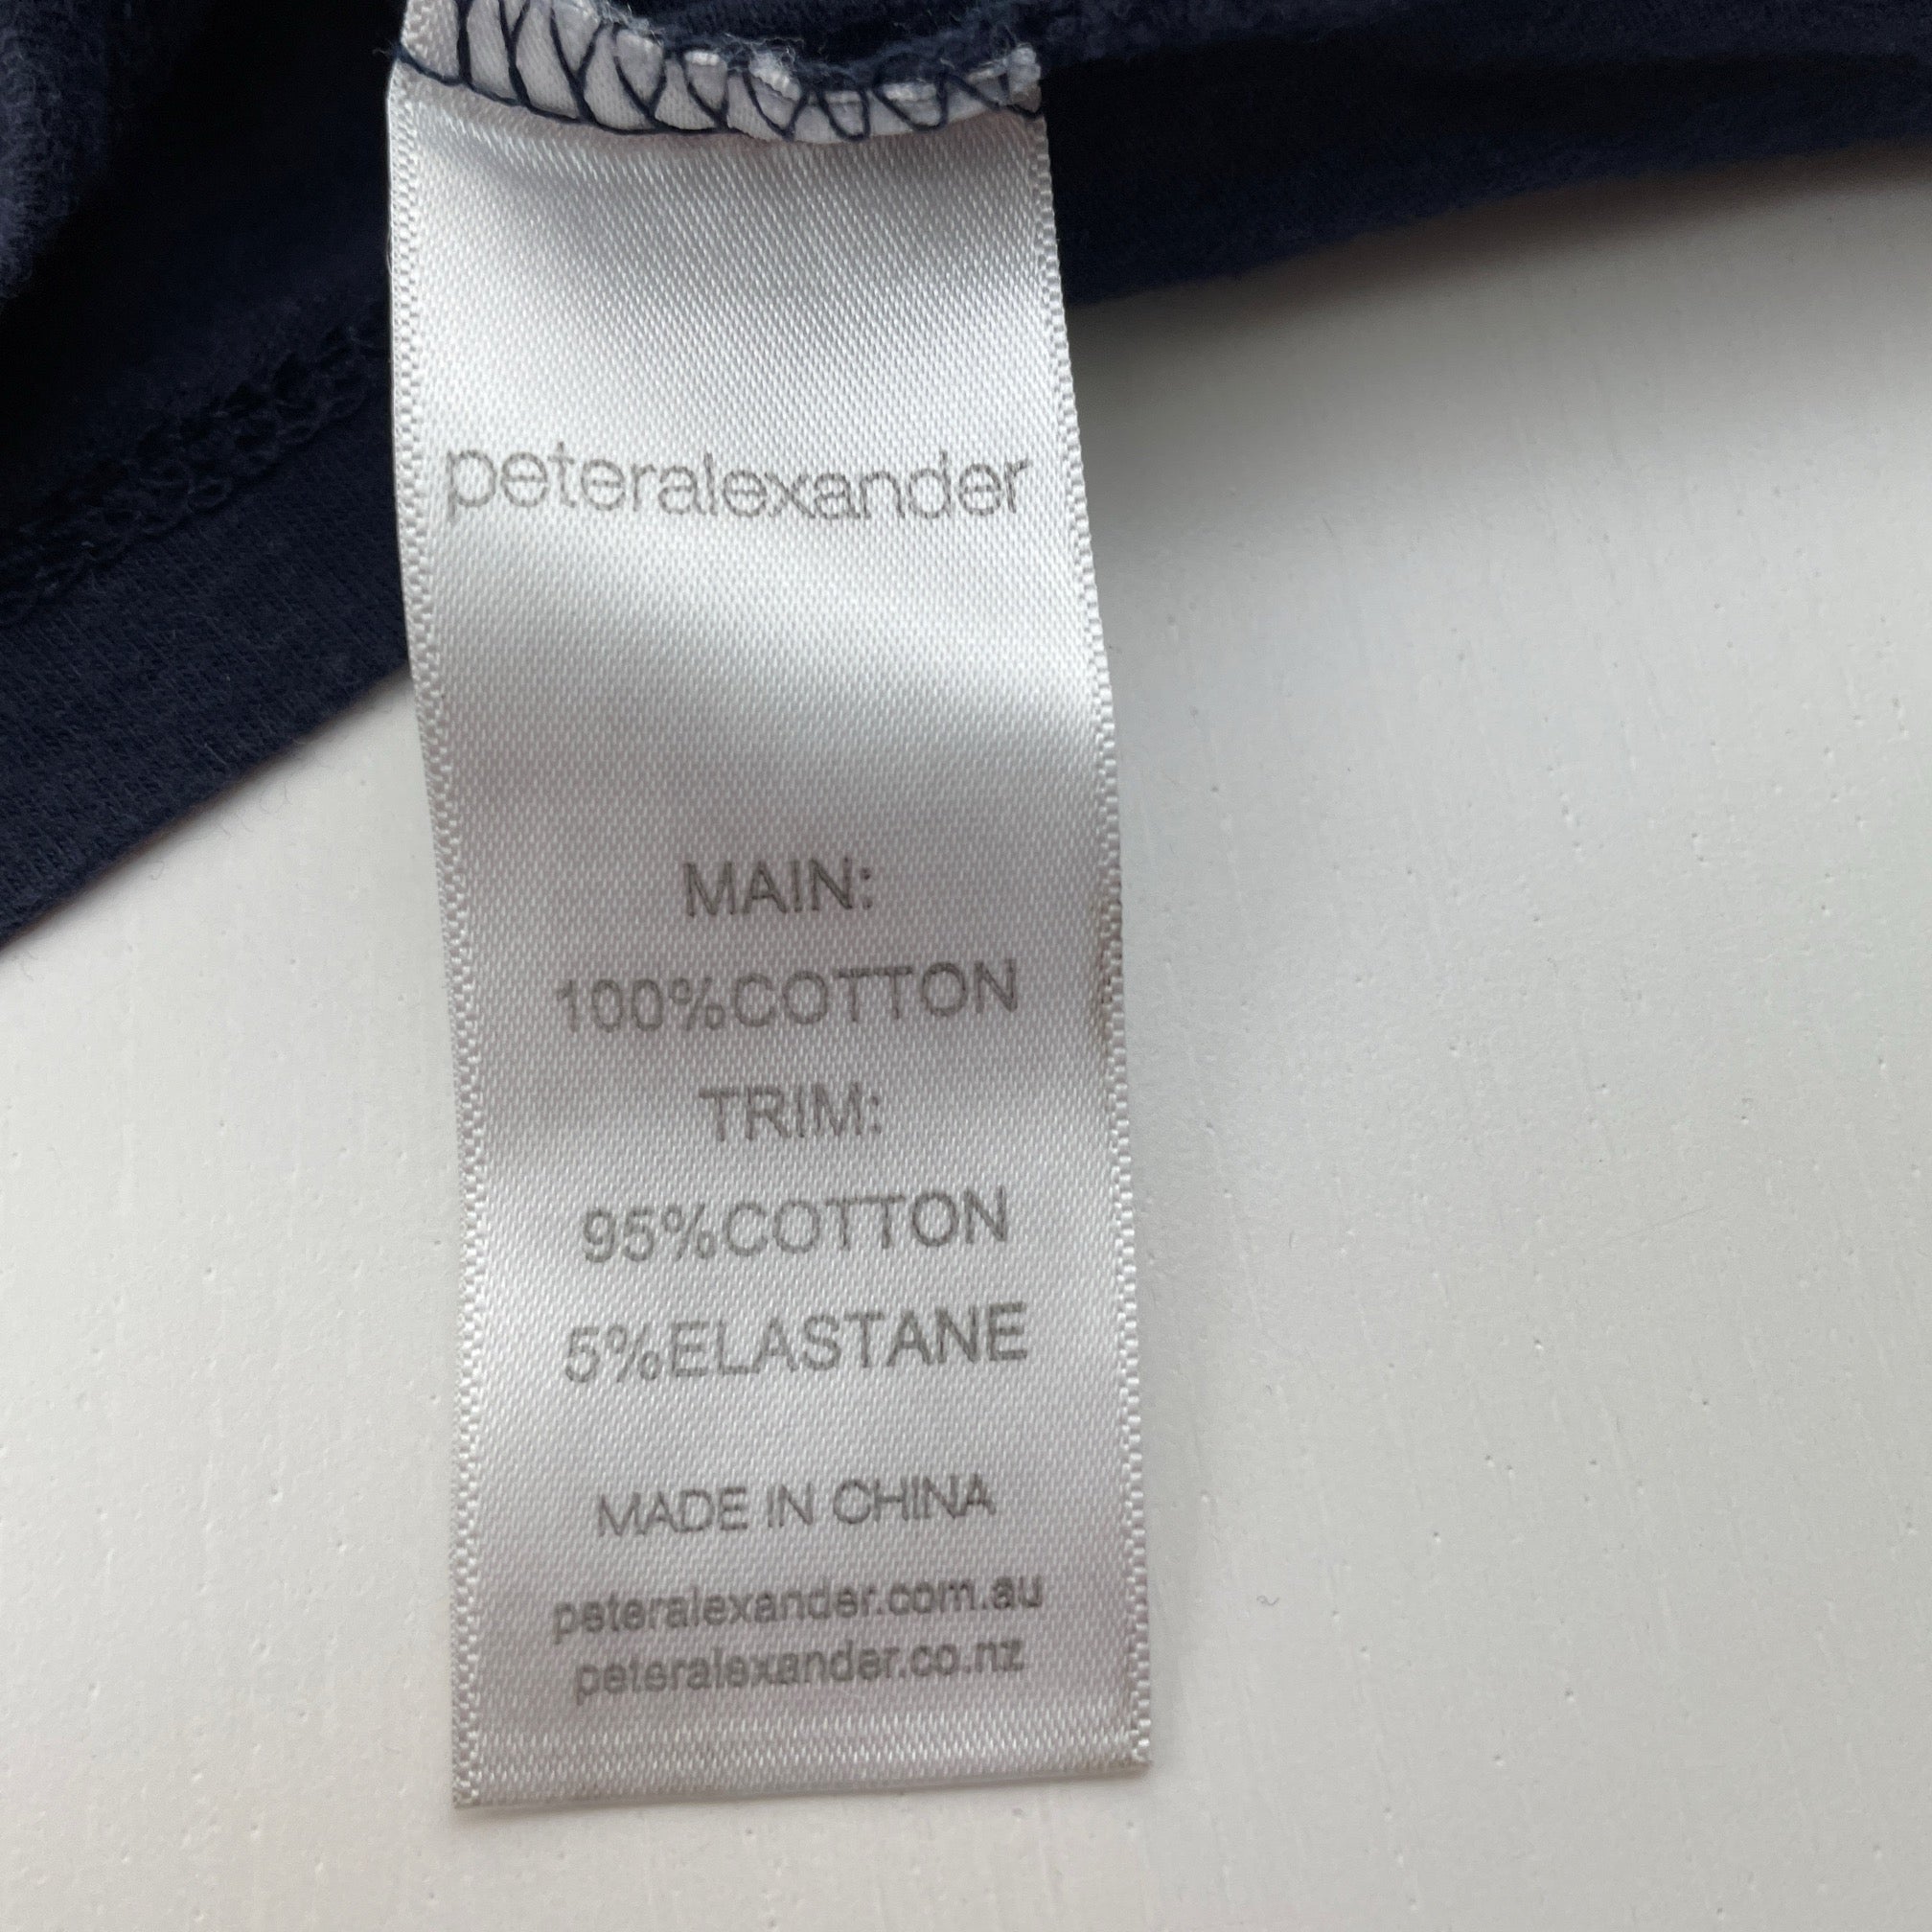 peteralexander
MAIN:
100%COTTON
TRIM:
95%COTTON
5%ELASTANE
MADE IN CHINA
peteralexander.com.au
peteralexander.co.nz